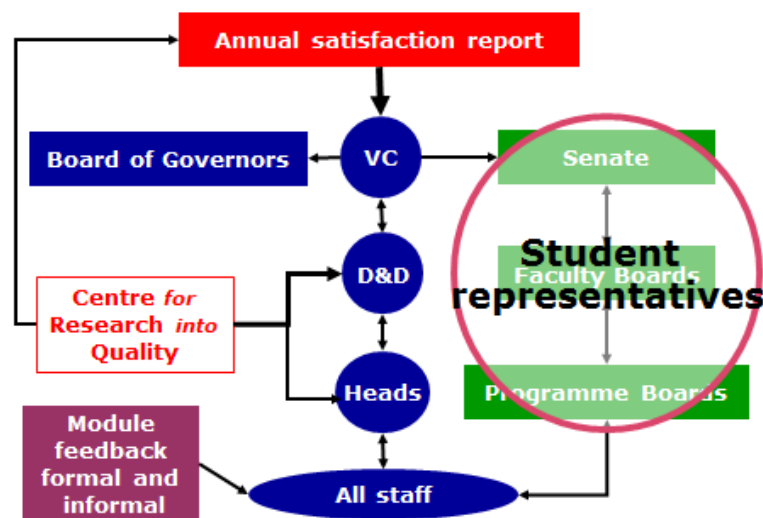 Annual satisfaction report
Board of Governors
VC
Senate
Student
representatives
Faculty Boards
D&D
Centre for
Research into
Quality
Heads
Programme Boards
Module
feedback
formal and
informal
All staff